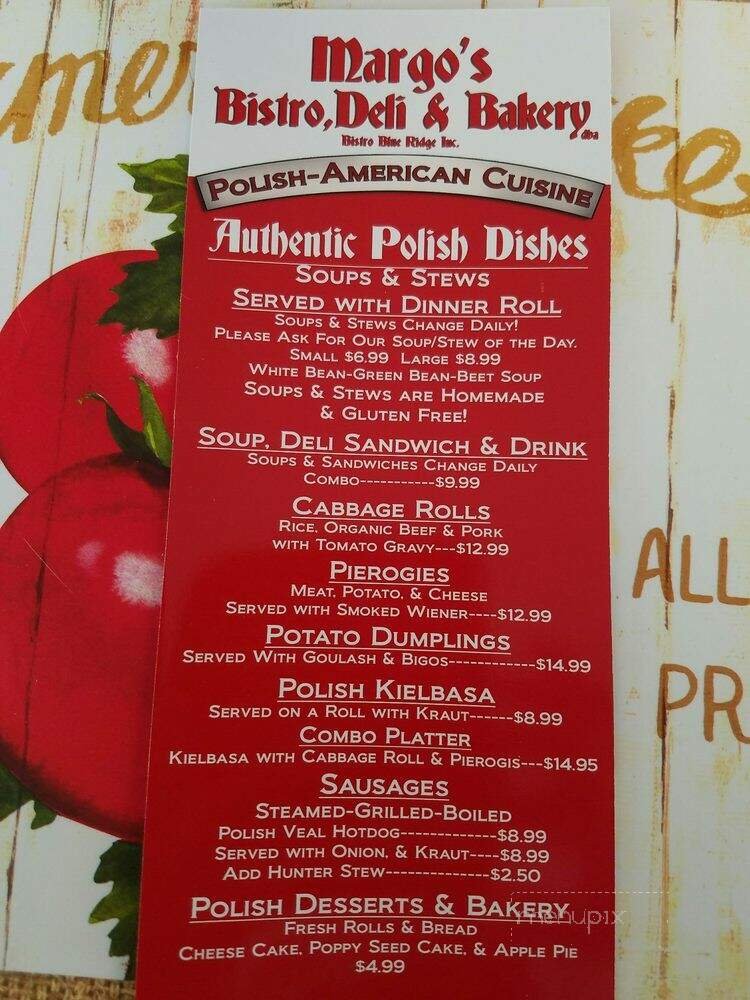 Margo's
Bistro, Deli & Bakery
dba
Bistro Blue Ridge Inc.
POLISH-AMERICAN CUISINE
Authentic Polish Dishes
SOUPS & STEWS
SERVED WITH DINNER ROLL
SOUPS & STEWS CHANGE DAILY!
PLEASE ASK FOR OUR SOUP/STEW OF THE DAY.
SMALL $6.99 LARGE $8.99
WHITE BEAN-GREEN BEAN-BEET SOUP
SOUPS & STEWS ARE HOMEMADE
& GLUTEN FREE!
SOUP, DELI SANDWICH & DRINK
SOUPS & SANDWICHES CHANGE DAILY
COMBO-----------$9.99
CABBAGE ROLLS
RICE, ORGANIC BEEF & PORK
WITH TOMATO GRAVY---$12.99
PIEROGIES
MEAT, POTATO, & CHEESE
SERVED WITH SMOKED WIENER----$12.99
POTATO DUMPLINGS
SERVED WITH GOULASH & BIGOS------------$14.99
POLISH KIELBASA
SERVED ON A ROLL WITH KRAUT------$8.99
COMBO PLATTER
KIELBASA WITH CABBAGE ROLL & PIEROGIS---$14.95
SAUSAGES
STEAMED-GRILLED-BOILED
POLISH VEAL HOTDOG-------------$8.99
SERVED WITH ONION, & KRAUT----$8.99
ADD HUNTER STEW--------------$2.50
POLISH DESSERTS & BAKERY
FRESH ROLLS & BREAD
CHEESE CAKE, POPPY SEED CAKE, & APPLE PIE
$4.99
ALL
PR
menupix